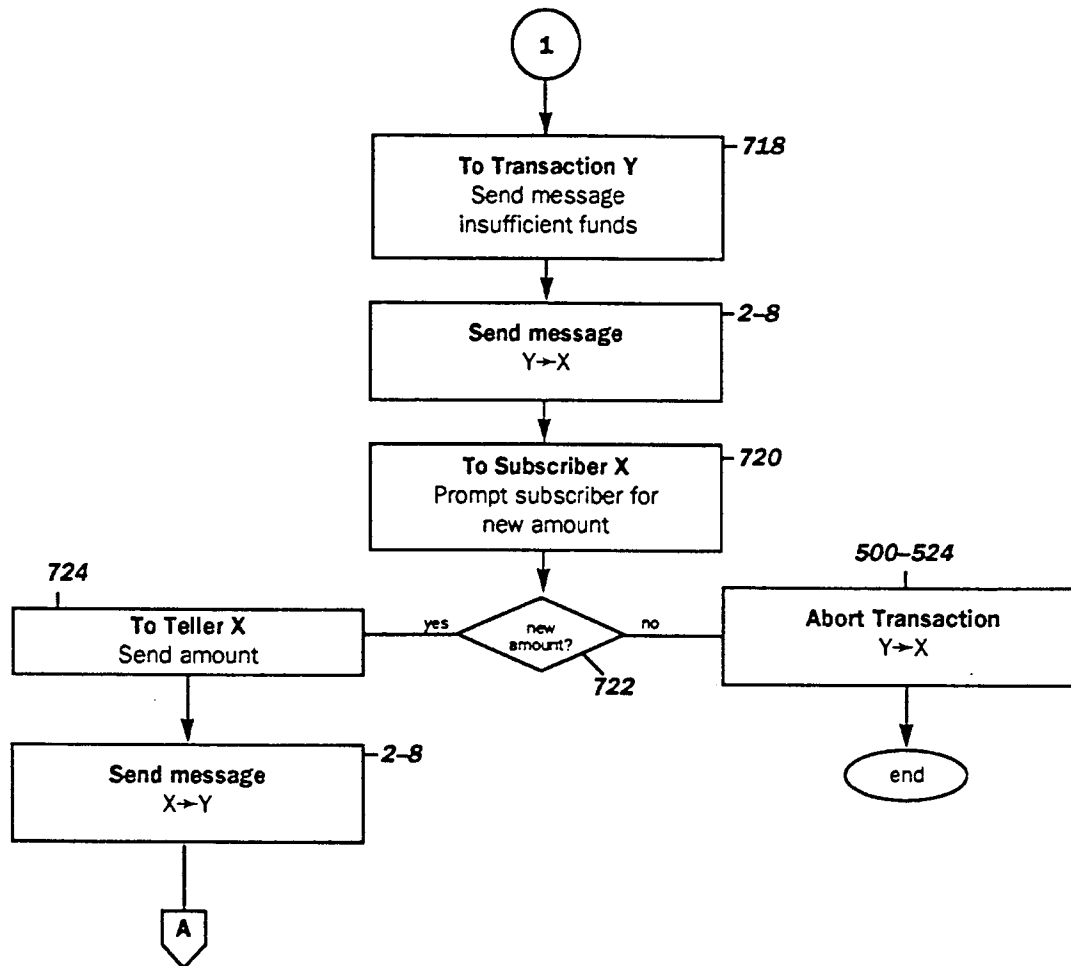 1
718
To Transaction Y
Send message
insufficient funds
2–8
Send message
Y→X
720
To Subscriber X
Prompt subscriber for
new amount
724
To Teller X
Send amount
yes
new
amount?
722
no
500–524
Abort Transaction
Y→X
2–8
Send message
X→Y
end
A